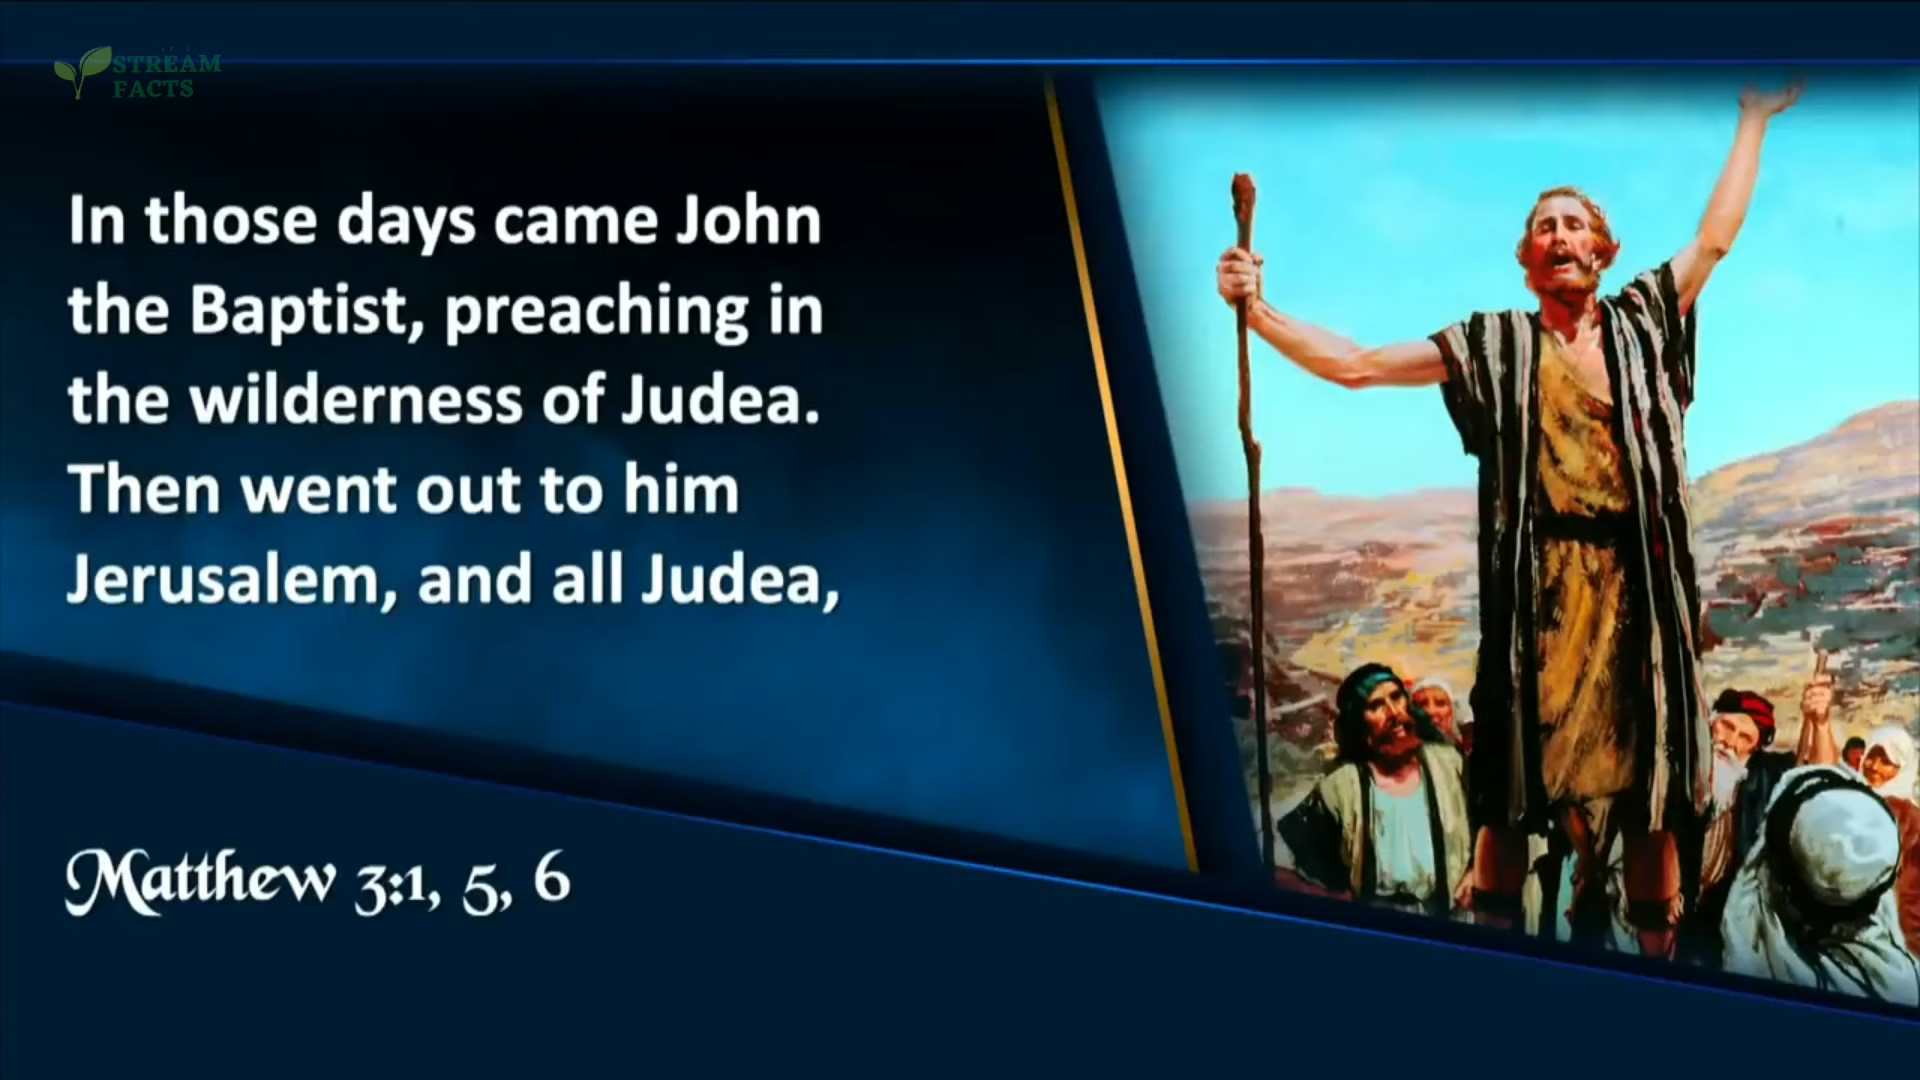 STREAM
FACTS
In those days came John
the Baptist, preaching in
the wilderness of Judea.
Then went out to him
Jerusalem, and all Judea,
Matthew 3:1, 5, 6